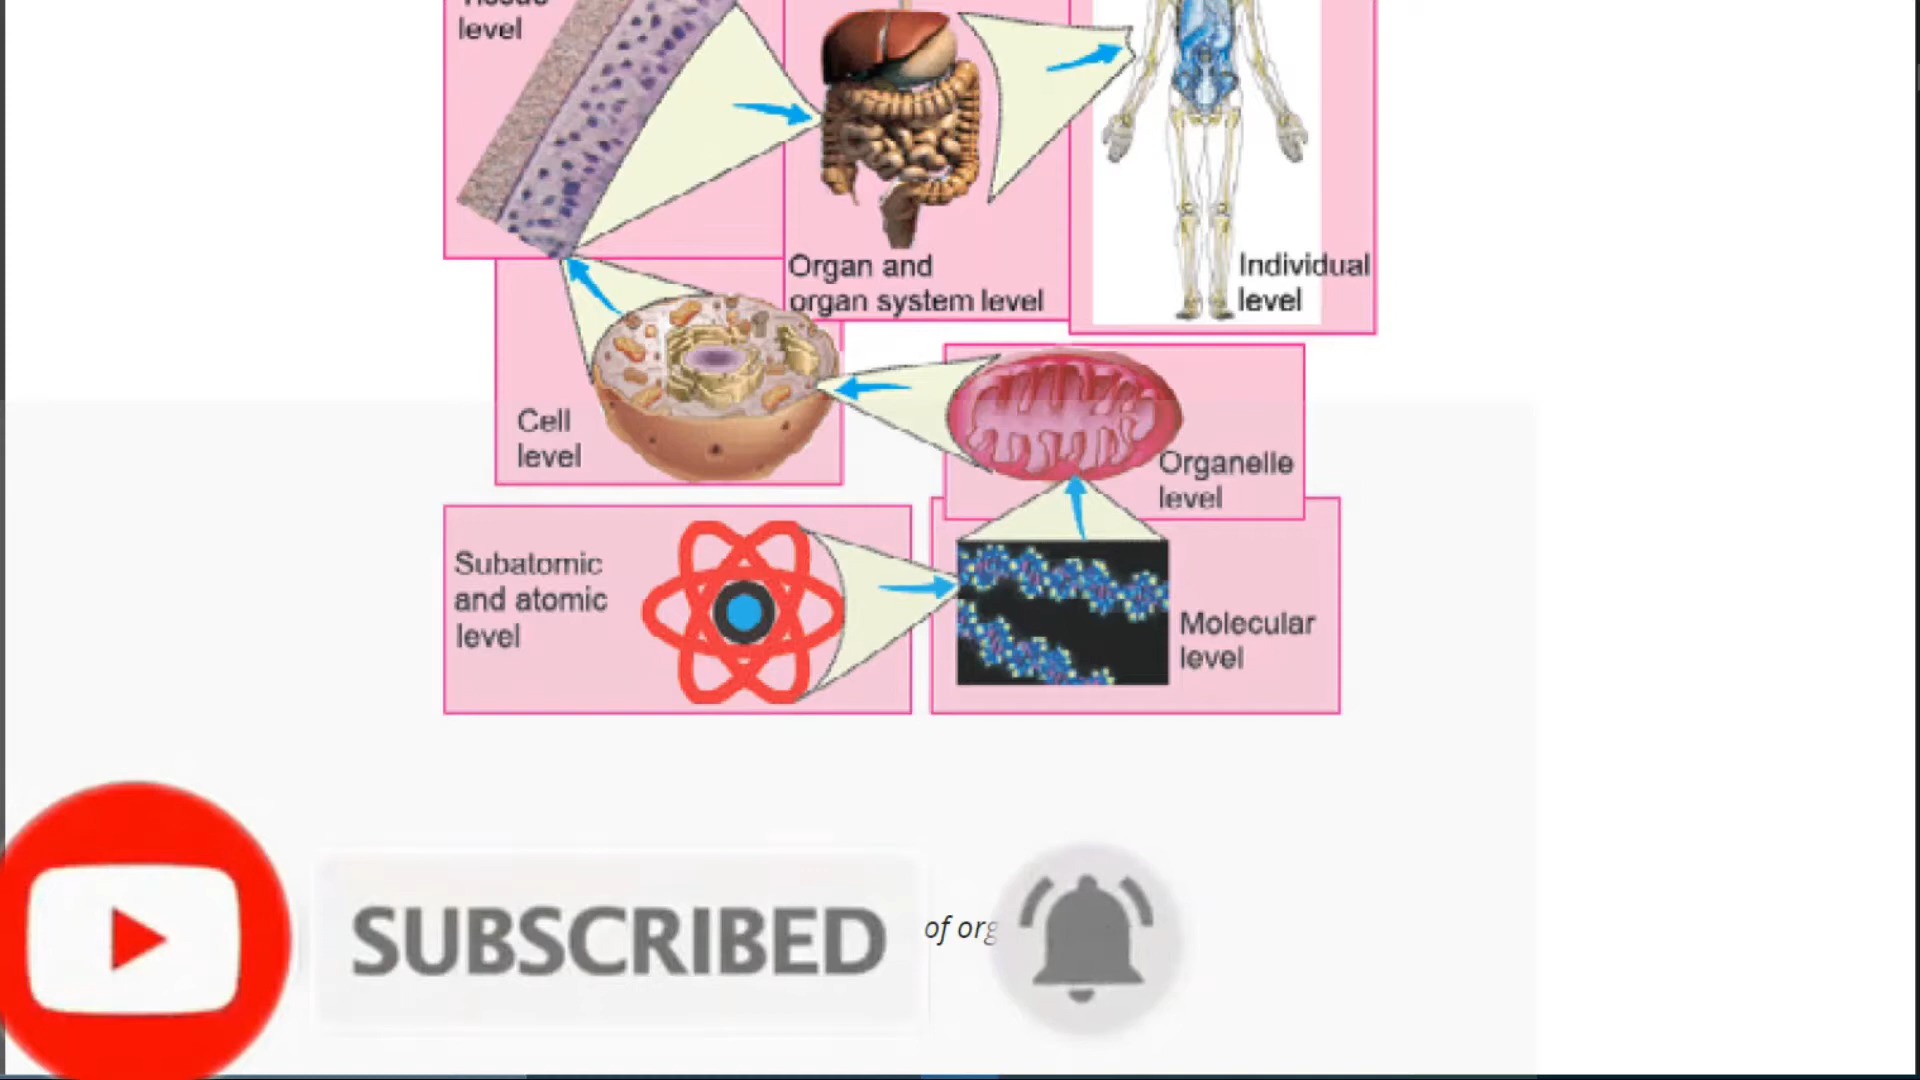 level
Organ and
organ system level
Individual
level
Cell
level
Organelle
level
Subatomic
and atomic
level
Molecular
level
SUBSCRIBED
of org